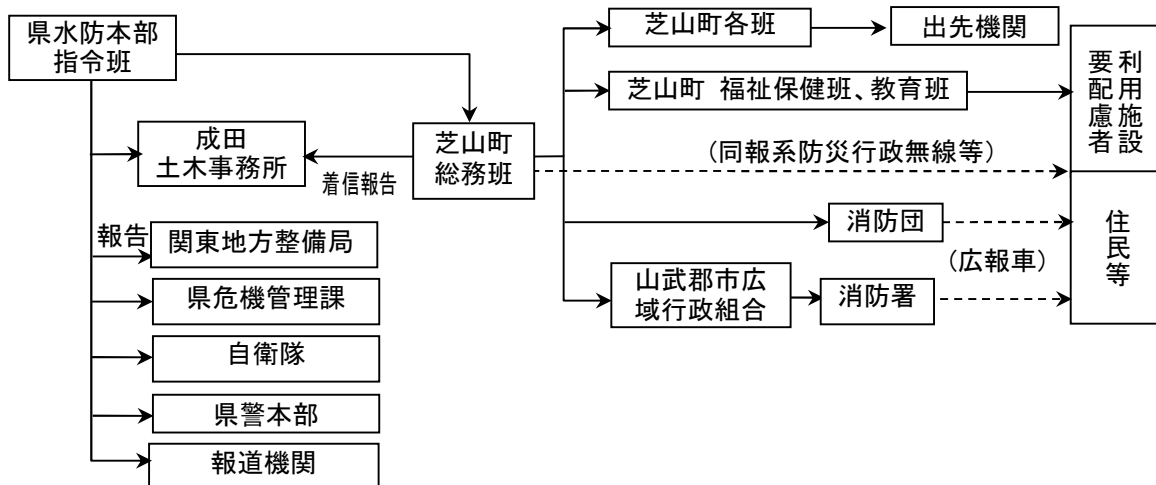 県水防本部
指令班
芝山町各班
出先機関
芝山町 福祉保健班、教育班
要配慮者
利用施設
成田
土木事務所
着信報告
芝山町
総務班
（同報系防災行政無線等）
報告
関東地方整備局
消防団
（広報車）
住民等
県危機管理課
山武郡市広
域行政組合
消防署
自衛隊
県警本部
報道機関